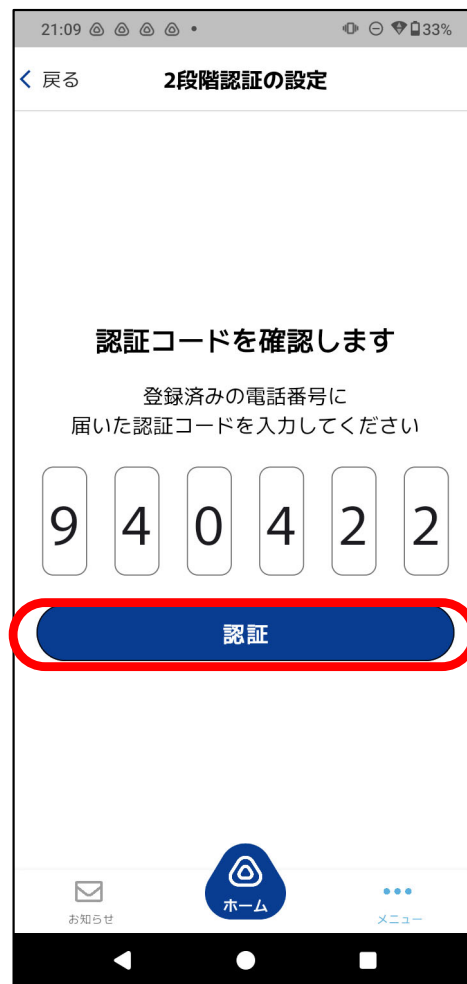 21:09
33%
戻る
2段階認証の設定
認証コードを確認します
登録済みの電話番号に
届いた認証コードを入力してください
9 4 0 4 2 2
認証
お知らせ
ホーム
メニュー